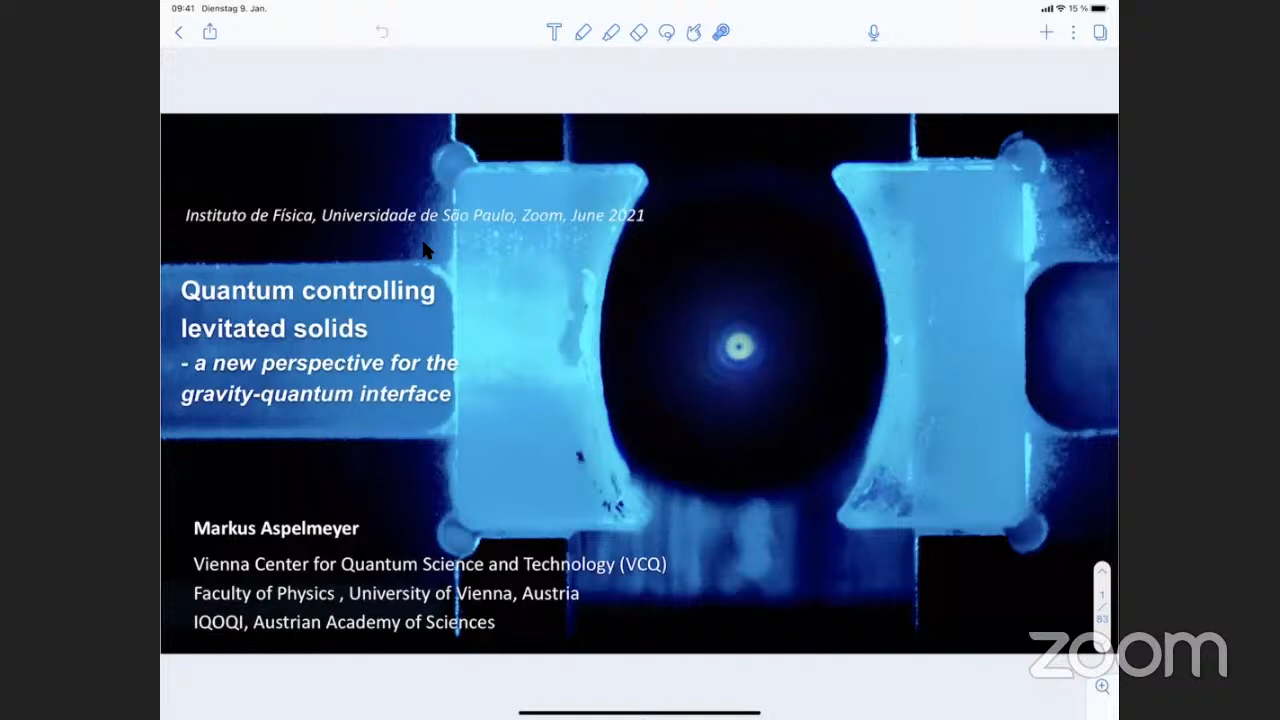 09:41 Dienstag 9. Jan.
15 %
Instituto de Física, Universidade de São Paulo, Zoom, June 2021
Quantum controlling
levitated solids
- a new perspective for the
gravity-quantum interface
Markus Aspelmeyer
Vienna Center for Quantum Science and Technology (VCQ)
Faculty of Physics , University of Vienna, Austria
IQOQI, Austrian Academy of Sciences
1
/
83
zoom